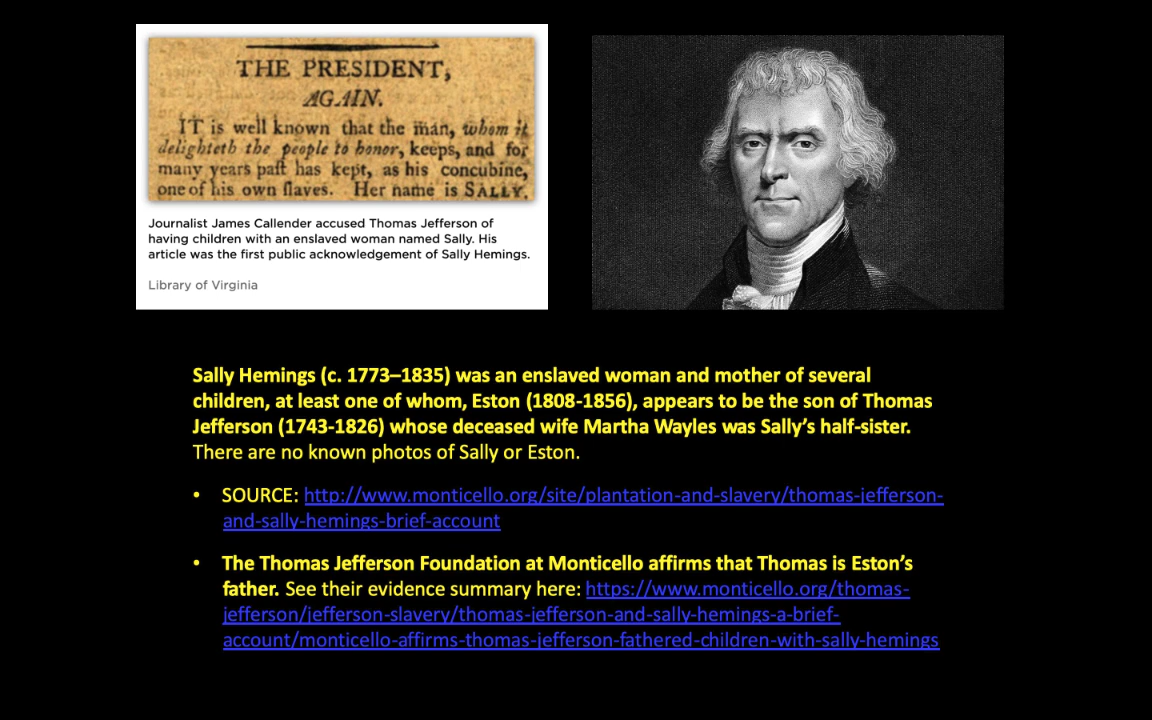 THE PRESIDENT,
AGAIN.
IT is well known that the man, whom it
delighteth the people to honor, keeps, and for
many years paſt has kept, as his concubine,
one of his own ſlaves. Her name is SALLY.
Journalist James Callender accused Thomas Jefferson of
having children with an enslaved woman named Sally. His
article was the first public acknowledgement of Sally Hemings.
Library of Virginia
Sally Hemings (c. 1773–1835) was an enslaved woman and mother of several
children, at least one of whom, Eston (1808-1856), appears to be the son of Thomas
Jefferson (1743-1826) whose deceased wife Martha Wayles was Sally’s half-sister.
There are no known photos of Sally or Eston.
• SOURCE: http://www.monticello.org/site/plantation-and-slavery/thomas-jefferson-
and-sally-hemings-brief-account
• The Thomas Jefferson Foundation at Monticello affirms that Thomas is Eston’s
father. See their evidence summary here: https://www.monticello.org/thomas-
jefferson/jefferson-slavery/thomas-jefferson-and-sally-hemings-a-brief-
account/monticello-affirms-thomas-jefferson-fathered-children-with-sally-hemings